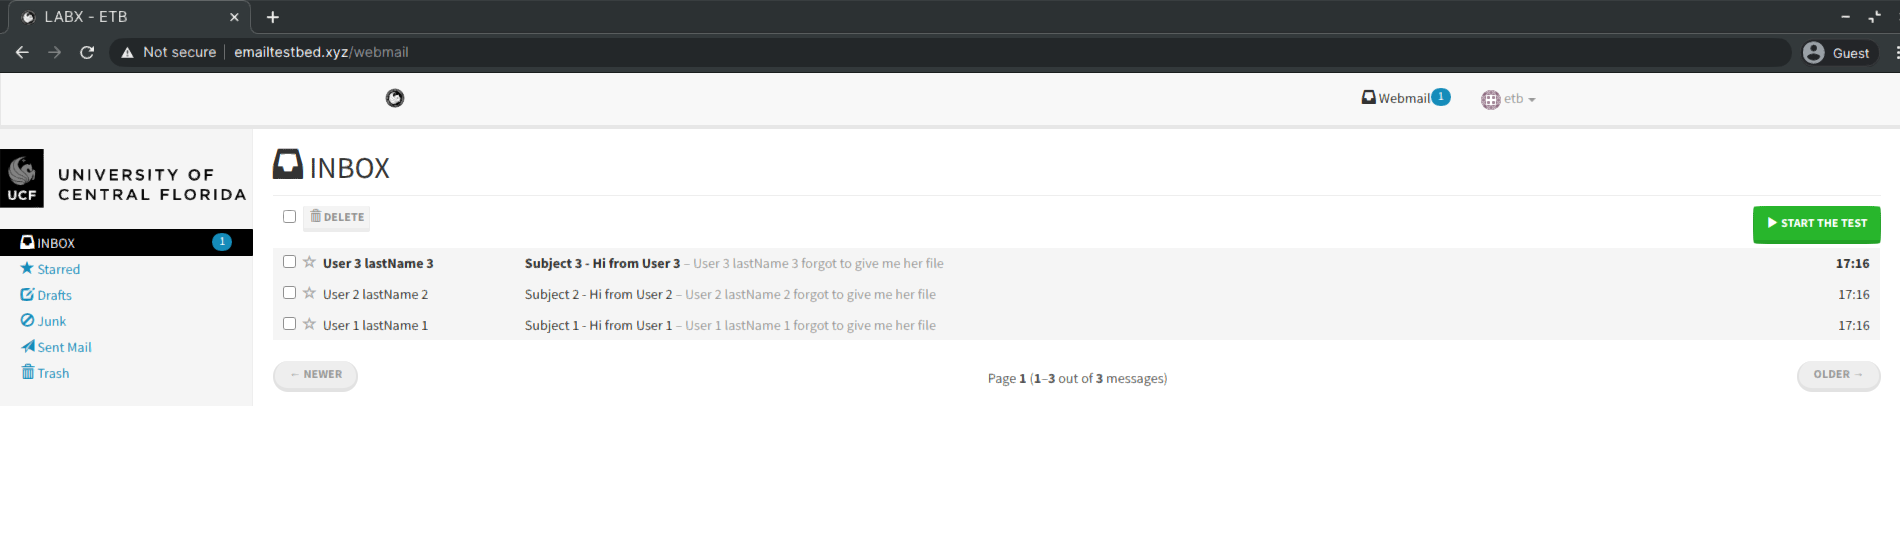 LABX - ETB
Not secure emailtestbed.xyz/webmail
Guest
Webmail 1
etb
UCF
UNIVERSITY OF
CENTRAL FLORIDA
INBOX 1
Starred
Drafts
Junk
Sent Mail
Trash
INBOX
DELETE
START THE TEST
User 3 lastName 3 Subject 3 - Hi from User 3 – User 3 lastName 3 forgot to give me her file 17:16
User 2 lastName 2 Subject 2 - Hi from User 2 – User 2 lastName 2 forgot to give me her file 17:16
User 1 lastName 1 Subject 1 - Hi from User 1 – User 1 lastName 1 forgot to give me her file 17:16
← NEWER Page 1 (1–3 out of 3 messages) OLDER →